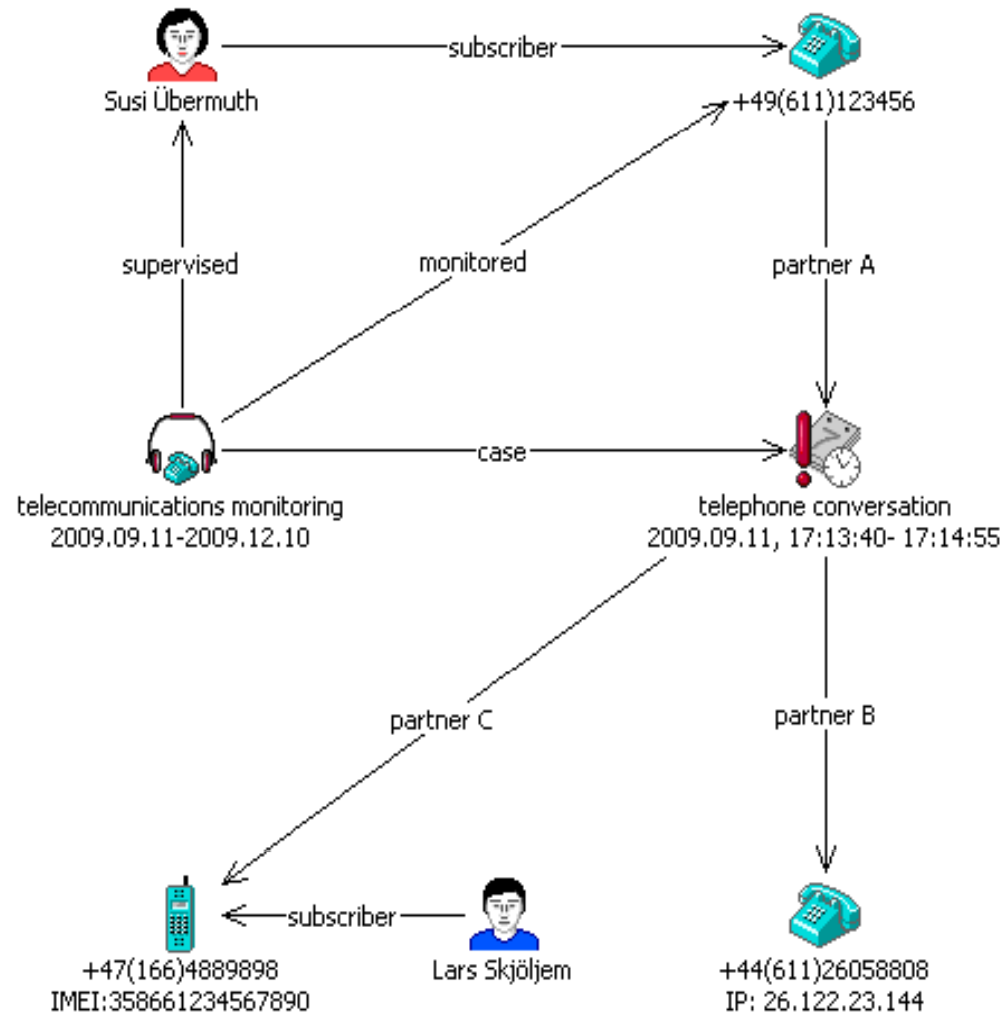 subscriber
Susi Übermuth
+49(611)123456
supervised
monitored
partner A
case
telecommunications monitoring
2009.09.11-2009.12.10
telephone conversation
2009.09.11, 17:13:40- 17:14:55
partner C
partner B
subscriber
+47(166)4889898
IMEI:358661234567890
Lars Skjöljem
+44(611)26058808
IP: 26.122.23.144